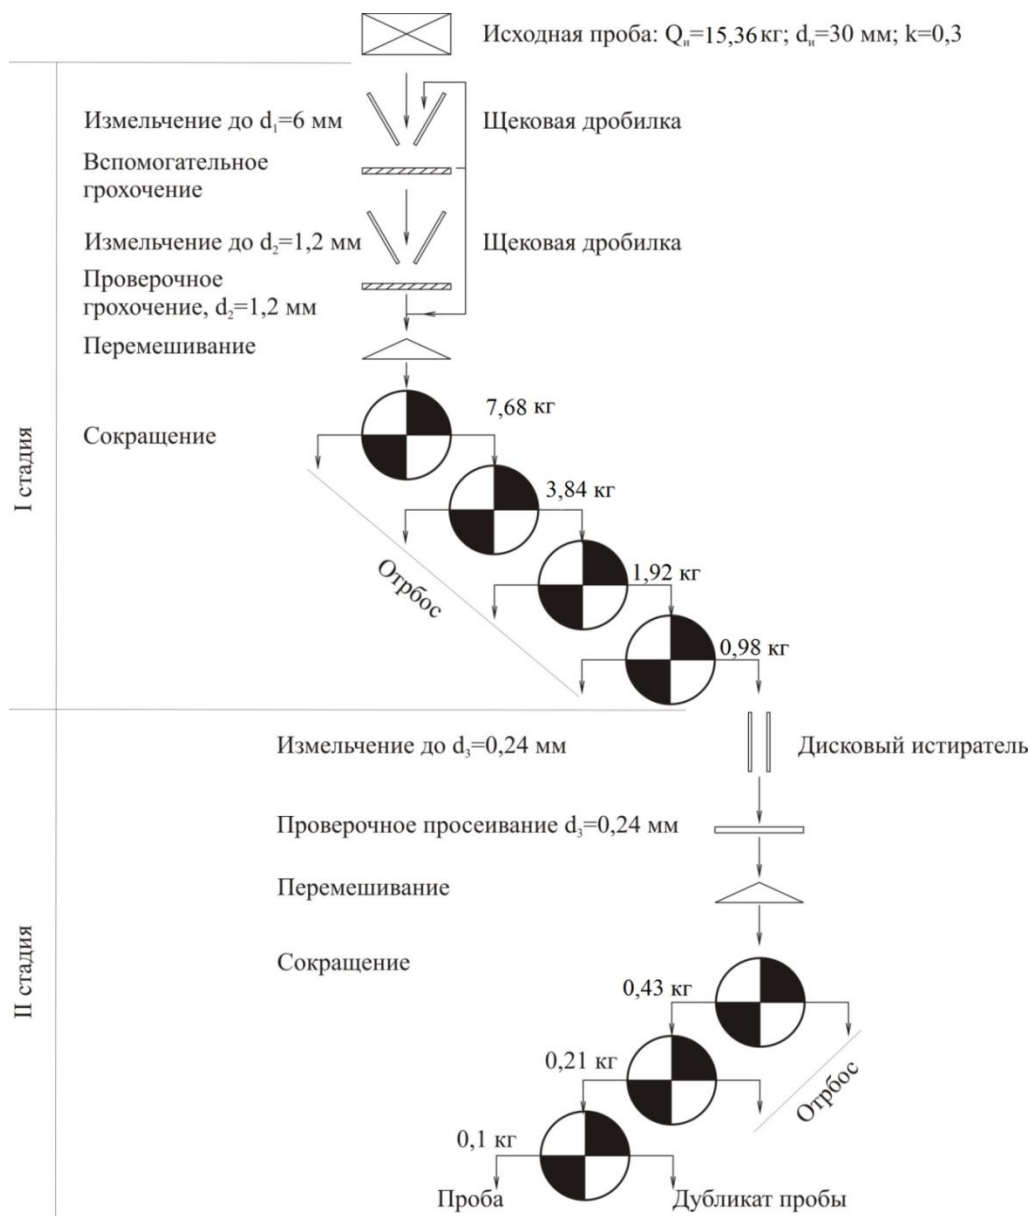 Исходная проба: Qи=15,36 кг; dи=30 мм; k=0,3
Измельчение до d1=6 мм
Щековая дробилка
Вспомогательное
грохочение
Измельчение до d2=1,2 мм
Щековая дробилка
Проверочное
грохочение, d2=1,2 мм
Перемешивание
7,68 кг
Сокращение
I стадия
3,84 кг
1,92 кг
Отрбос
0,98 кг
Измельчение до d3=0,24 мм
Дисковый истиратель
Проверочное просеивание d3=0,24 мм
Перемешивание
Сокращение
II стадия
0,43 кг
0,21 кг
Отрбос
0,1 кг
Проба
Дубликат пробы